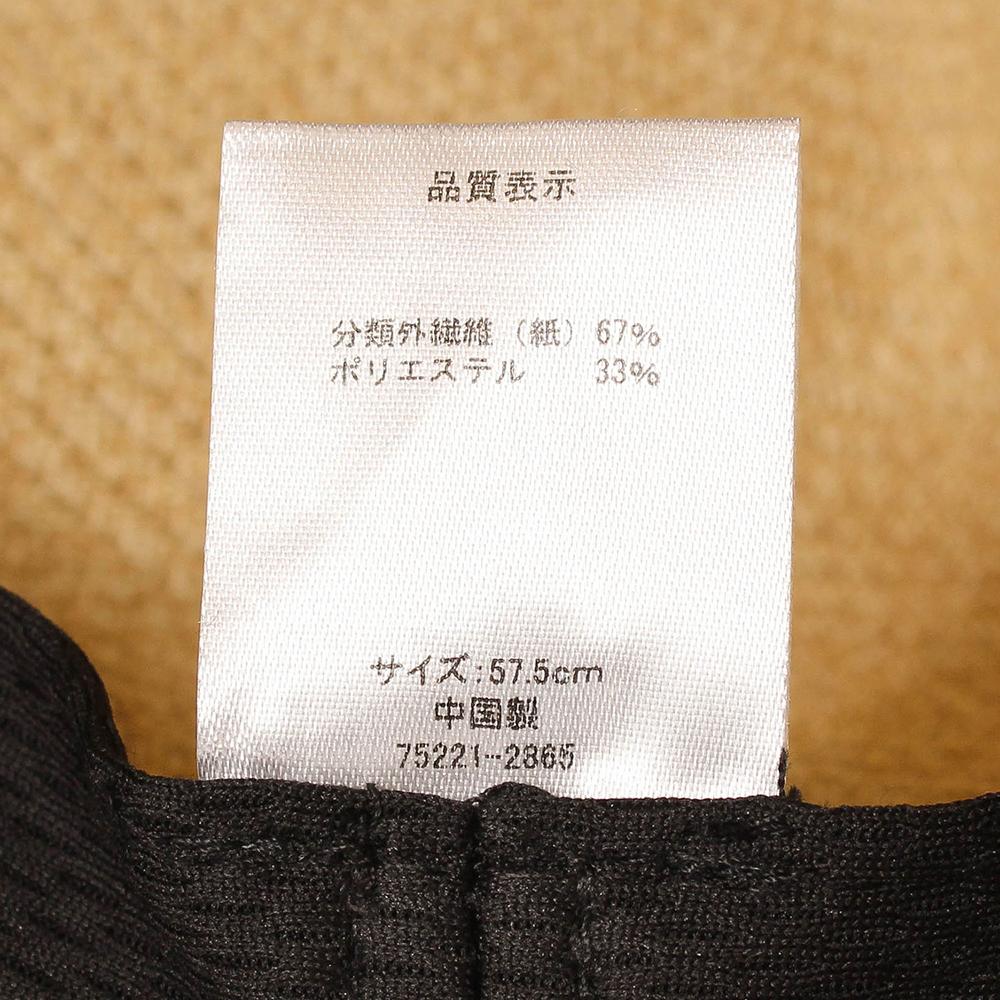 品質表示
分類外繊維（紙）67%
ポリエステル 33%
サイズ:57.5cm
中国製
75221-2865